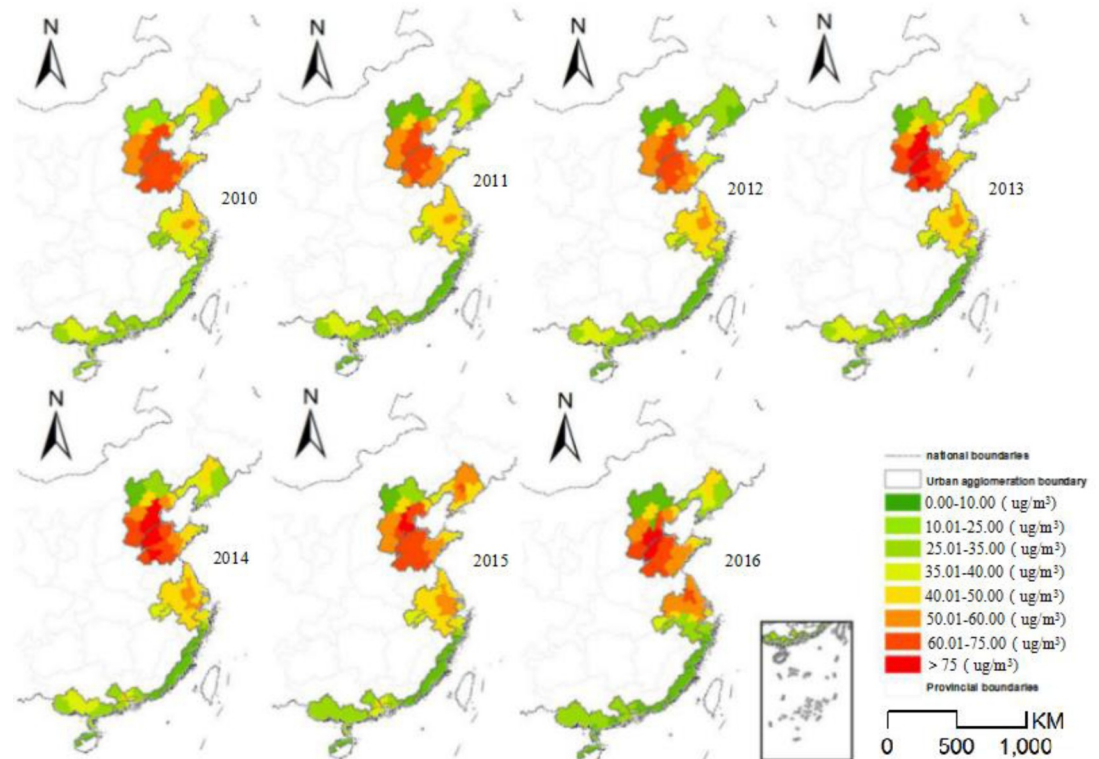 N
N
N
N
2010
2011
2012
2013
N
N
N
2014
2015
2016
national boundaries
Urban agglomeration boundary
0.00-10.00 ( ug/m³)
10.01-25.00 ( ug/m³)
25.01-35.00 ( ug/m³)
35.01-40.00 ( ug/m³)
40.01-50.00 ( ug/m³)
50.01-60.00 ( ug/m³)
60.01-75.00 ( ug/m³)
> 75 ( ug/m³)
Provincial boundaries
KM
0 500 1,000